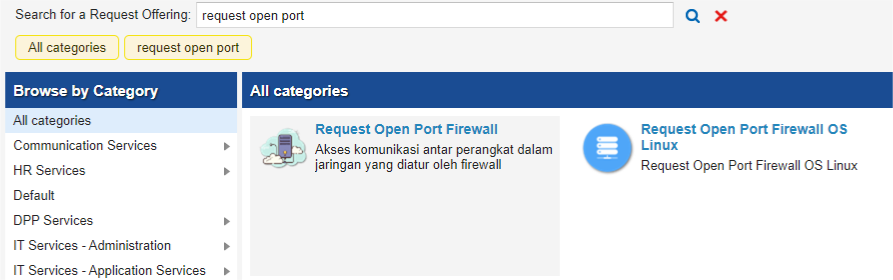 Search for a Request Offering: request open port
All categories request open port
Browse by Category
All categories
Communication Services
HR Services
Default
DPP Services
IT Services - Administration
IT Services - Application Services
All categories
Request Open Port Firewall
Akses komunikasi antar perangkat dalam
jaringan yang diatur oleh firewall
Request Open Port Firewall OS
Linux
Request Open Port Firewall OS Linux